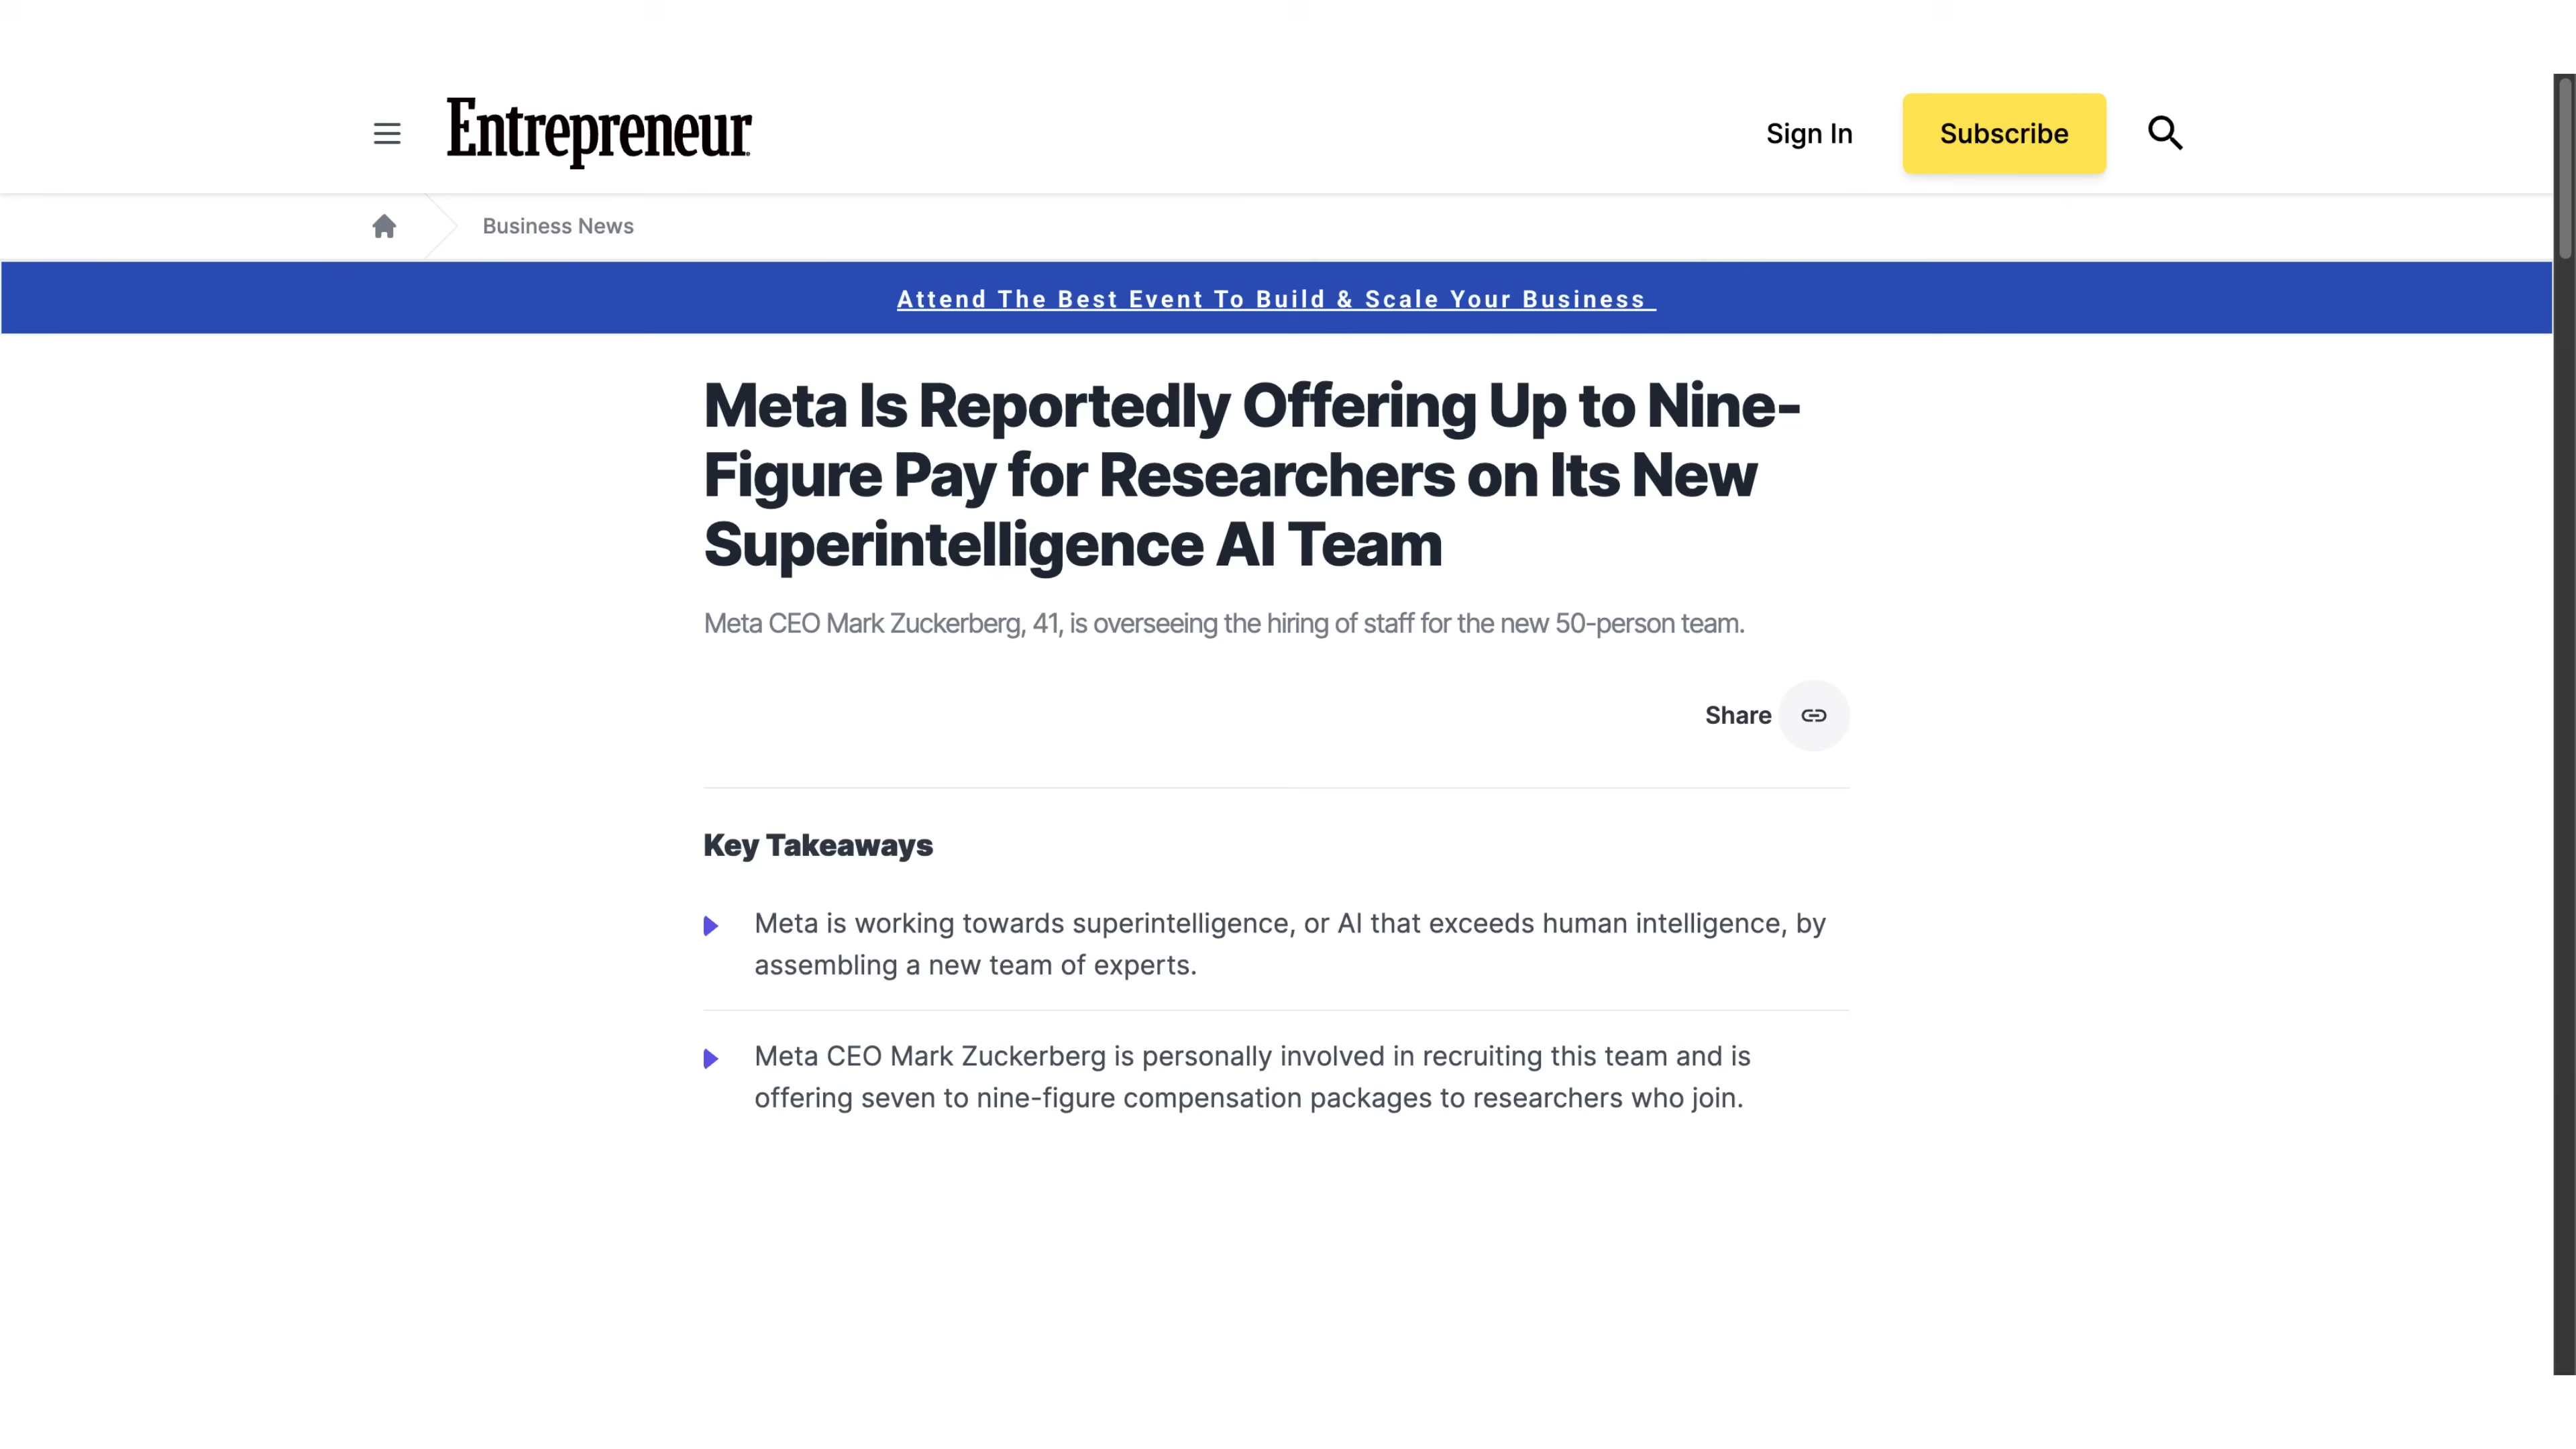 Entrepreneur
Sign In
Subscribe
Business News
Attend The Best Event To Build & Scale Your Business
Meta Is Reportedly Offering Up to Nine-
Figure Pay for Researchers on Its New
Superintelligence AI Team
Meta CEO Mark Zuckerberg, 41, is overseeing the hiring of staff for the new 50-person team.
Share
Key Takeaways
Meta is working towards superintelligence, or AI that exceeds human intelligence, by
assembling a new team of experts.
Meta CEO Mark Zuckerberg is personally involved in recruiting this team and is
offering seven to nine-figure compensation packages to researchers who join.